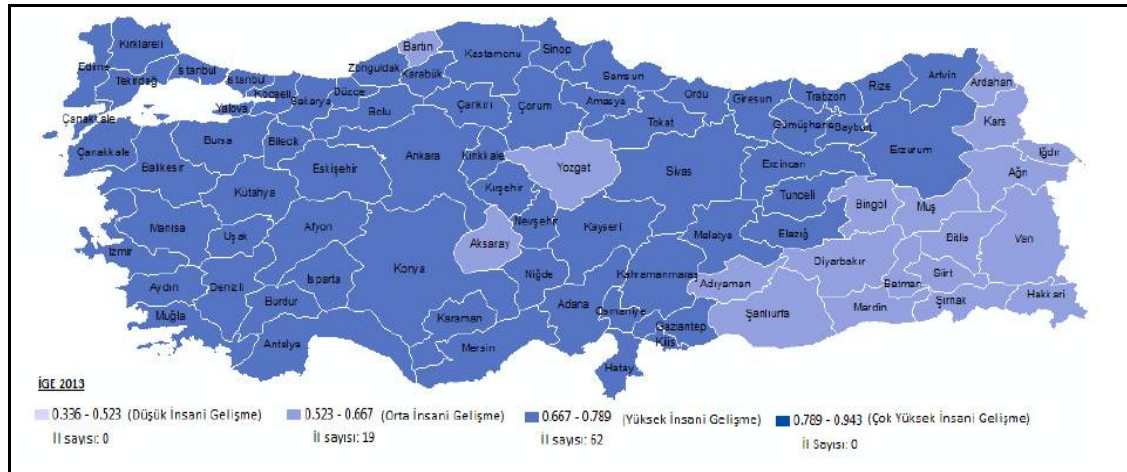 Kırklareli
Edirne
Tekirdağ
İstanbul
İstanbul
Kocaeli
Yalova
Sakarya
Düzce
Zonguldak
Bartın
Karabük
Kastamonu
Sinop
Samsun
Ordu
Giresun
Trabzon
Rize
Artvin
Ardahan
Kars
Iğdır
Ağrı
Çanakkale
Çanakkale
Balıkesir
Bursa
Bilecik
Bolu
Çankırı
Çorum
Amasya
Tokat
Gümüşhane
Bayburt
Erzurum
Eskişehir
Ankara
Kırıkkale
Yozgat
Sivas
Erzincan
Tunceli
Bingöl
Muş
Kütahya
Kırşehir
Nevşehir
Kayseri
Malatya
Elazığ
Bitlis
Van
Manisa
Uşak
Afyon
Aksaray
Diyarbakır
İzmir
Konya
Niğde
Kahramanmaraş
Adıyaman
Batman
Siirt
Şırnak
Hakkari
Aydın
Denizli
Isparta
Burdur
Karaman
Adana
Osmaniye
Gaziantep
Şanlıurfa
Mardin
Muğla
Antalya
Mersin
Kilis
Hatay
İGE 2013
0.336 - 0.523 (Düşük İnsani Gelişme)
İl sayısı: 0
0.523 - 0.667 (Orta İnsani Gelişme)
İl sayısı: 19
0.667 - 0.789 (Yüksek İnsani Gelişme)
İl sayısı: 62
0.789 - 0.943 (Çok Yüksek İnsani Gelişme)
İl Sayısı: 0